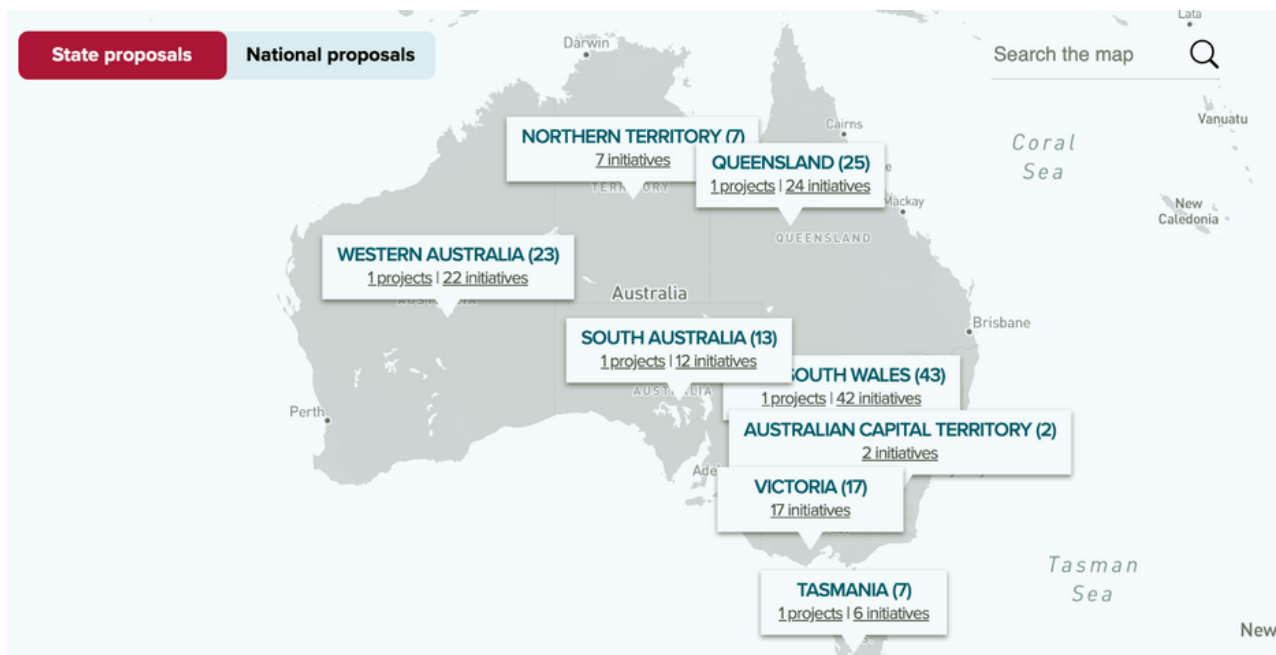 Lata
State proposals
National proposals
Darwin
Search the map
Vanuatu
Cairns
Coral
Sea
NORTHERN TERRITORY (7)
7 initiatives
QUEENSLAND (25)
1 projects | 24 initiatives
e
TERRITORY
Mackay
New
Caledonia
QUEENSLAND
WESTERN AUSTRALIA (23)
1 projects | 22 initiatives
Australia
Brisbane
SOUTH AUSTRALIA (13)
1 projects | 12 initiatives
SOUTH WALES (43)
1 projects | 42 initiatives
Perth
AUSTRALIAN CAPITAL TERRITORY (2)
2 initiatives
Ade
VICTORIA (17)
17 initiatives
Tasman
Sea
TASMANIA (7)
1 projects | 6 initiatives
New